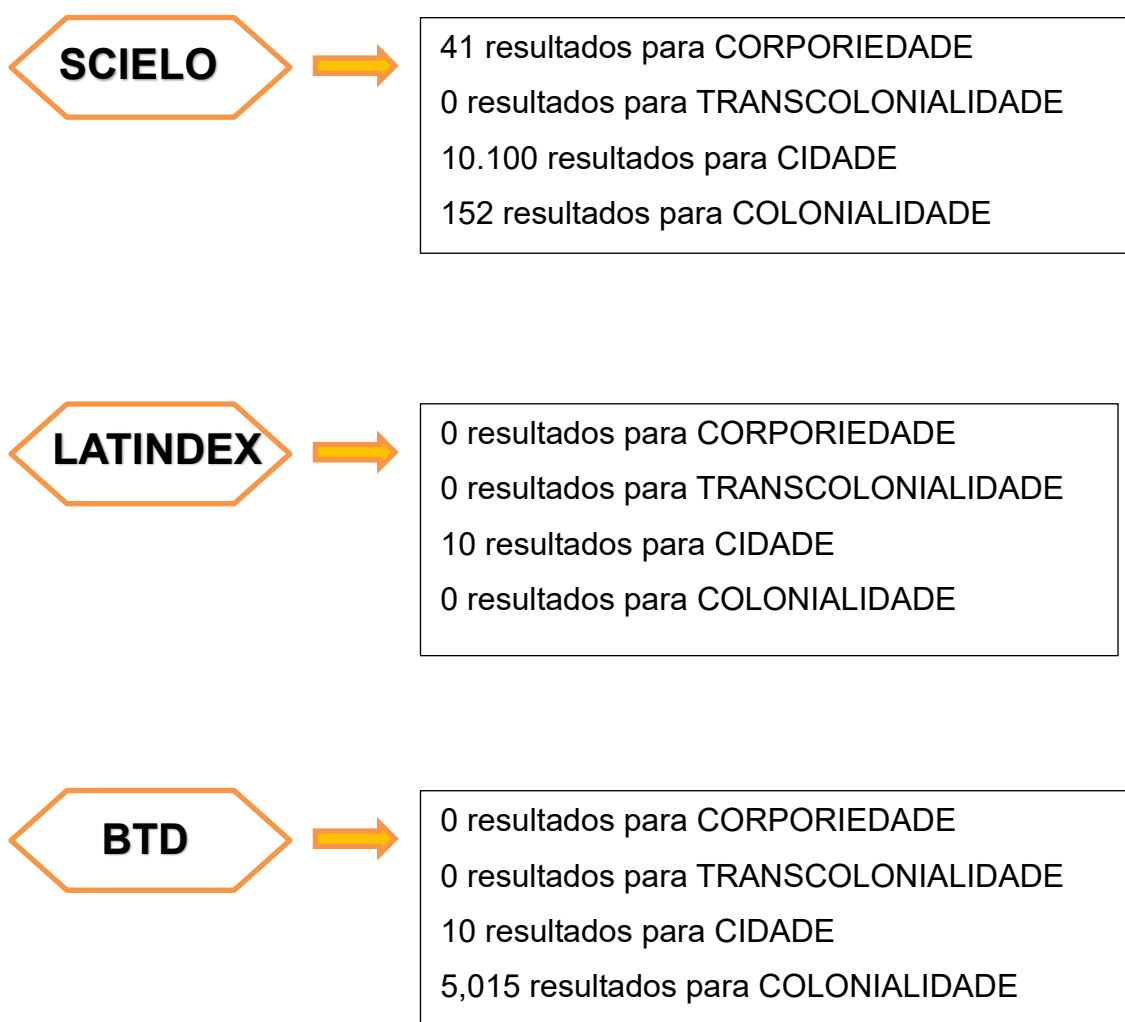 SCIELO
41 resultados para CORPORIEDADE
0 resultados para TRANSCOLONIALIDADE
10.100 resultados para CIDADE
152 resultados para COLONIALIDADE
LATINDEX
0 resultados para CORPORIEDADE
0 resultados para TRANSCOLONIALIDADE
10 resultados para CIDADE
0 resultados para COLONIALIDADE
BTD
0 resultados para CORPORIEDADE
0 resultados para TRANSCOLONIALIDADE
10 resultados para CIDADE
5,015 resultados para COLONIALIDADE